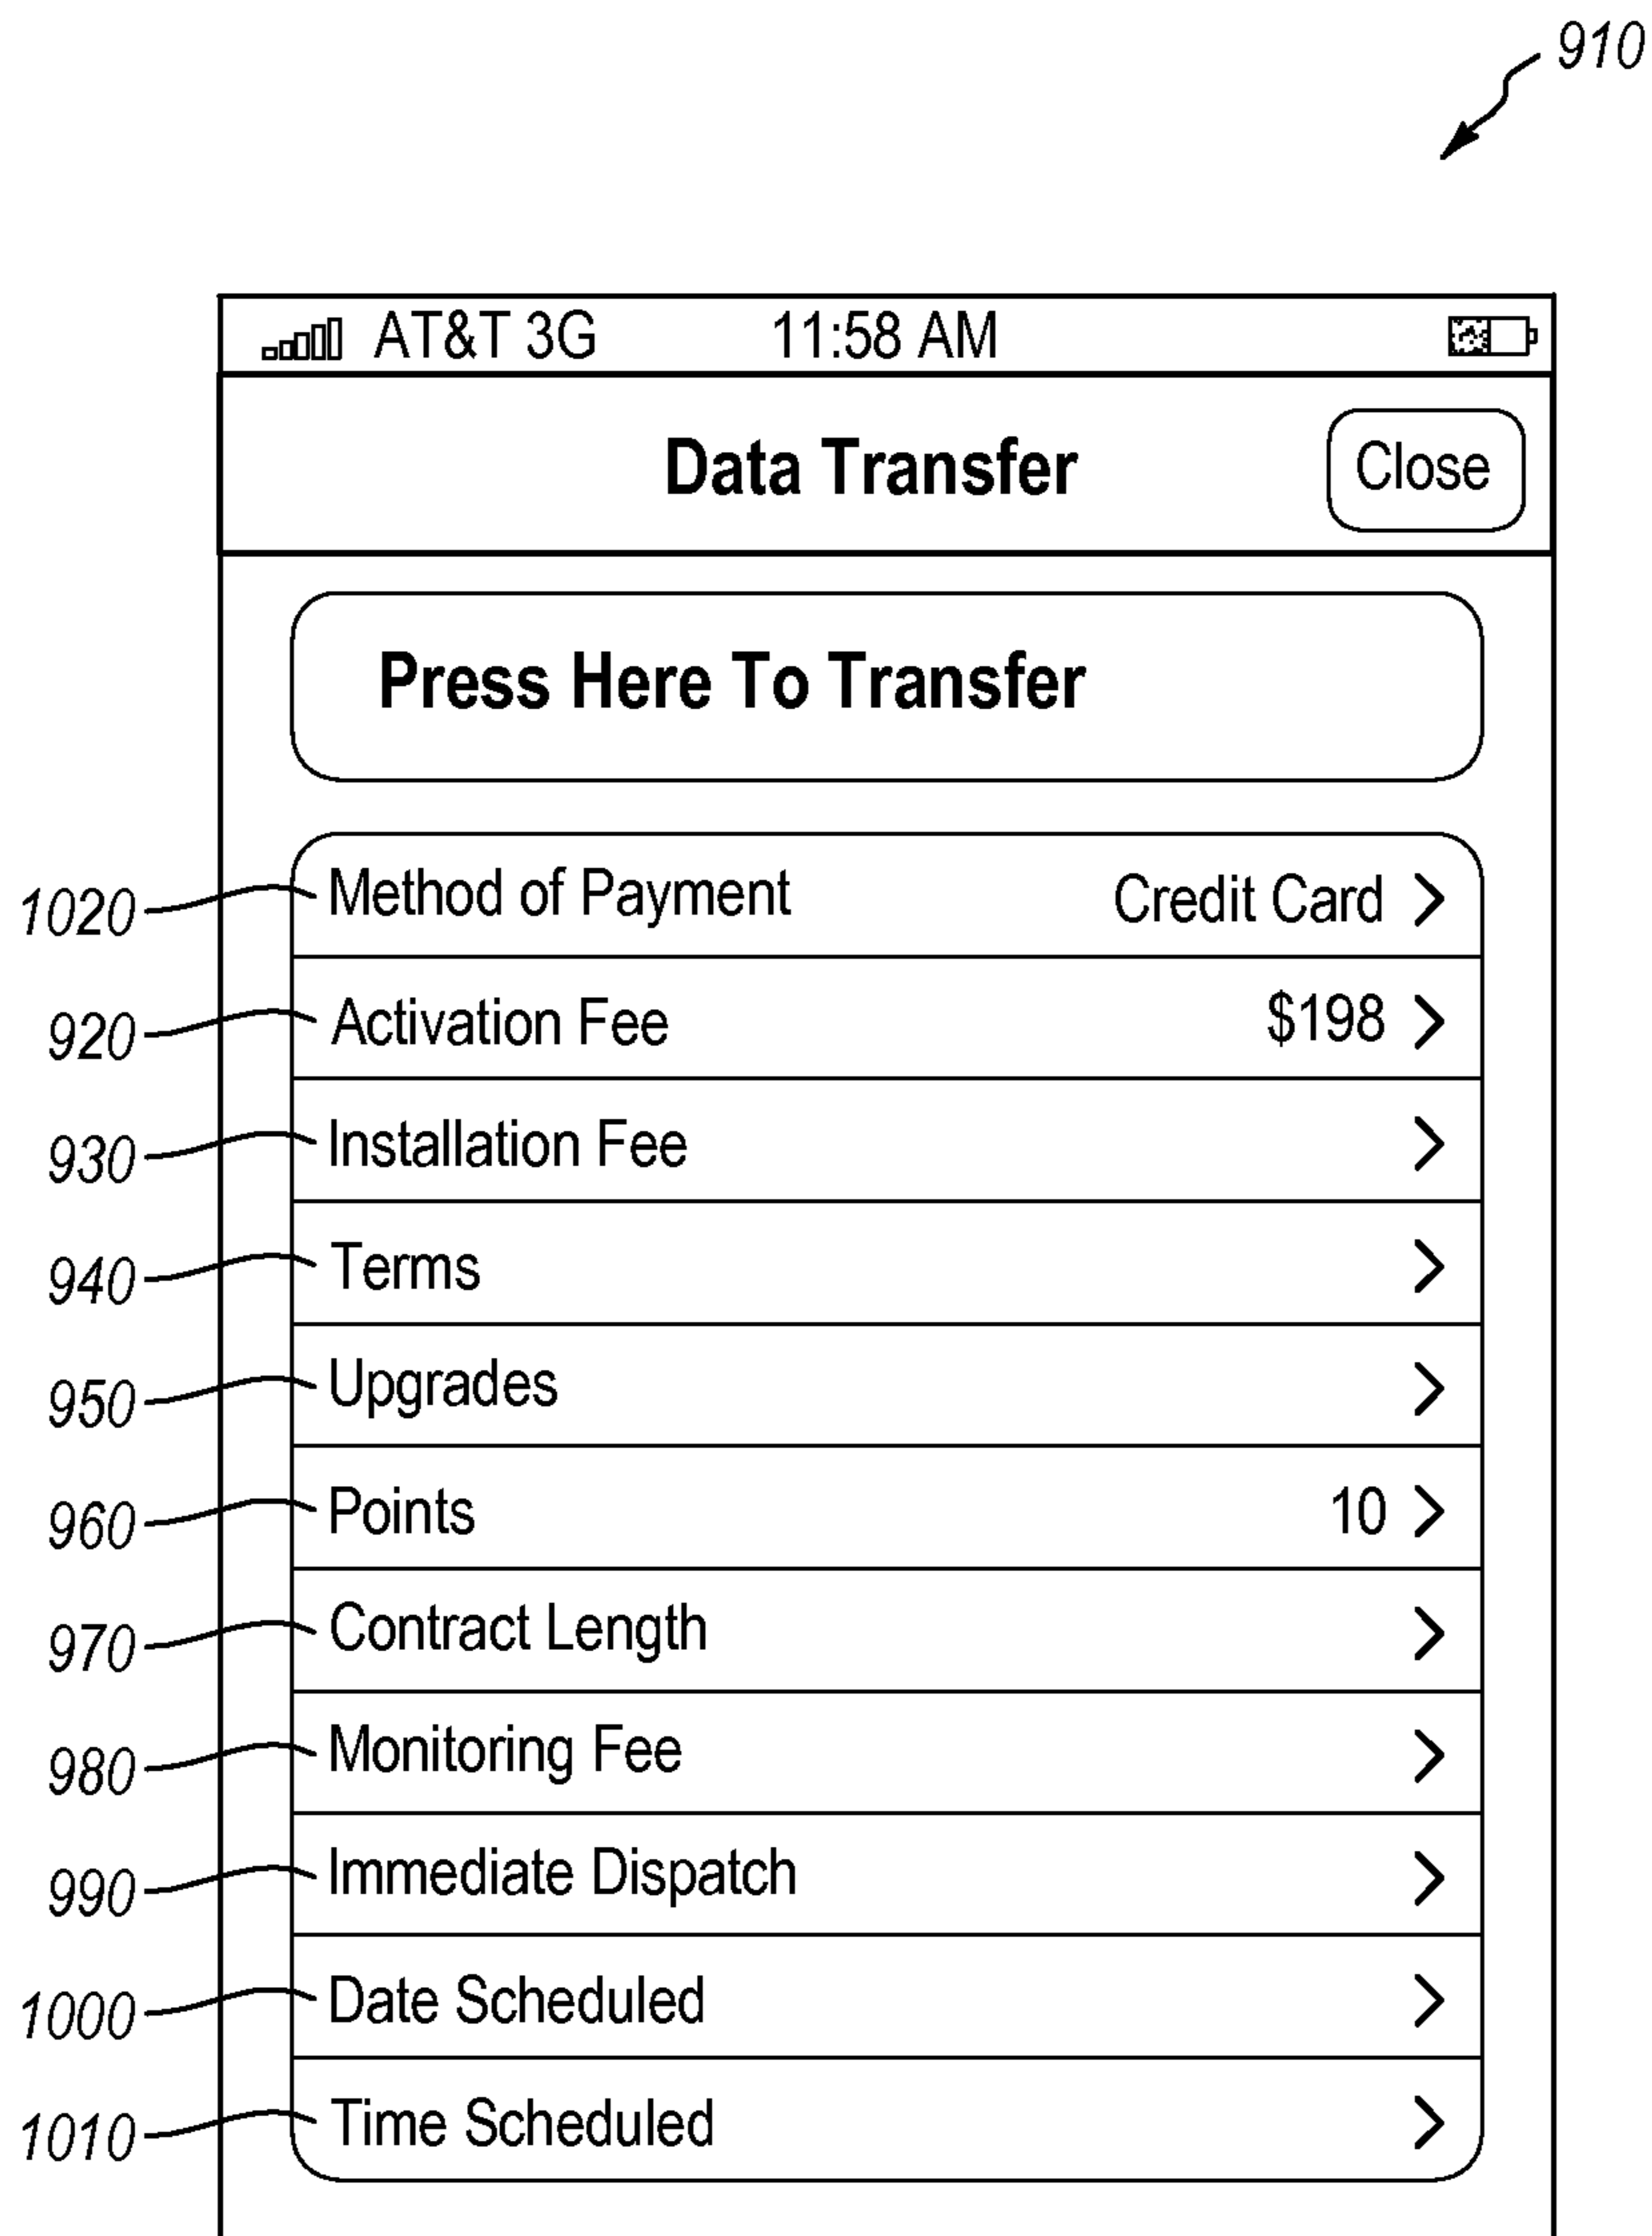 910
AT&T 3G 11:58 AM
Data Transfer Close
Press Here To Transfer
1020 Method of Payment Credit Card >
920 Activation Fee $198 >
930 Installation Fee >
940 Terms >
950 Upgrades >
960 Points 10 >
970 Contract Length >
980 Monitoring Fee >
990 Immediate Dispatch >
1000 Date Scheduled >
1010 Time Scheduled >